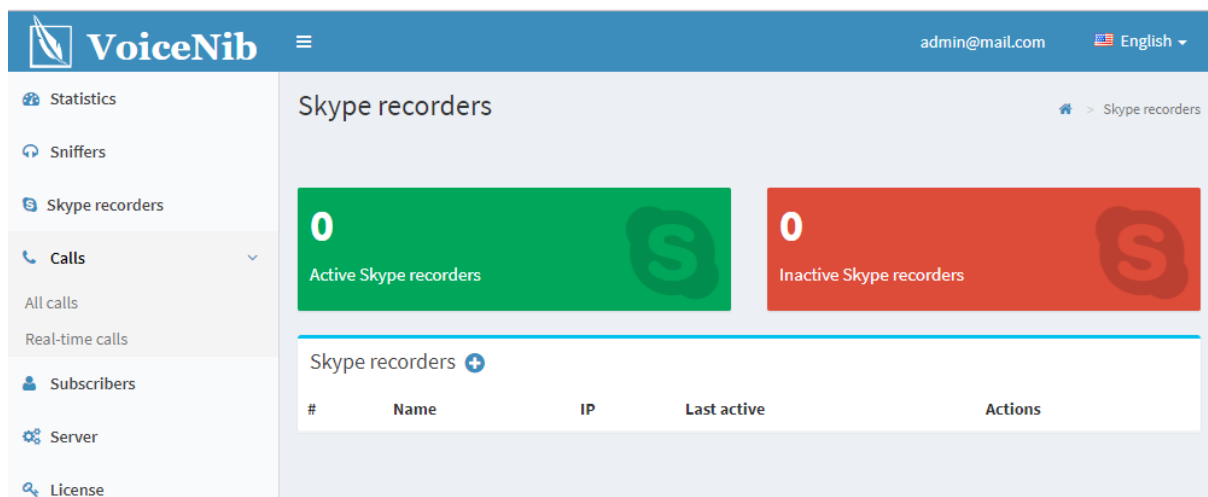 VoiceNib
admin@mail.com
English
Statistics
Sniffers
Skype recorders
Calls
All calls
Real-time calls
Subscribers
Server
License
Skype recorders
> Skype recorders
0
Active Skype recorders
0
Inactive Skype recorders
Skype recorders
# Name IP Last active Actions